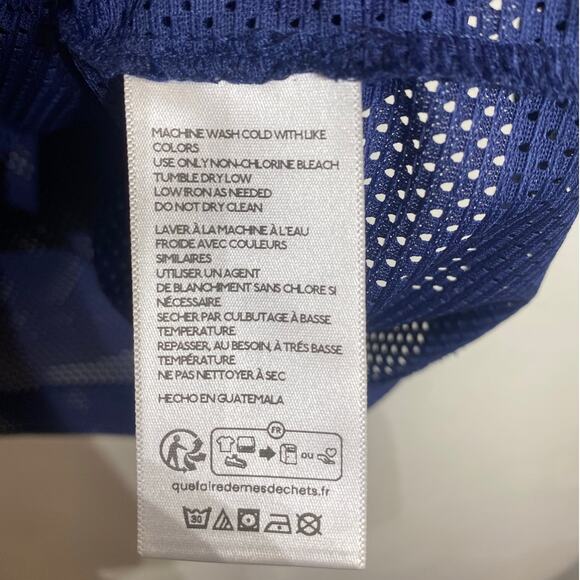 MACHINE WASH COLD WITH LIKE
COLORS
USE ONLY NON-CHLORINE BLEACH
TUMBLE DRY LOW
LOW IRON AS NEEDED
DO NOT DRY CLEAN
LAVER À LA MACHINE À L'EAU
FROIDE AVEC COULEURS
SIMILAIRES
UTILISER UN AGENT
DE BLANCHIMENT SANS CHLORE SI
NÉCESSAIRE
SECHER PAR CULBUTAGE À BASSE
TEMPERATURE
REPASSER, AU BESOIN, À TRÉS BASSE
TEMPÉRATURE
NE PAS NETTOYER À SEC
HECHO EN GUATEMALA
FR
OU
quefairedemesdechets.fr
30